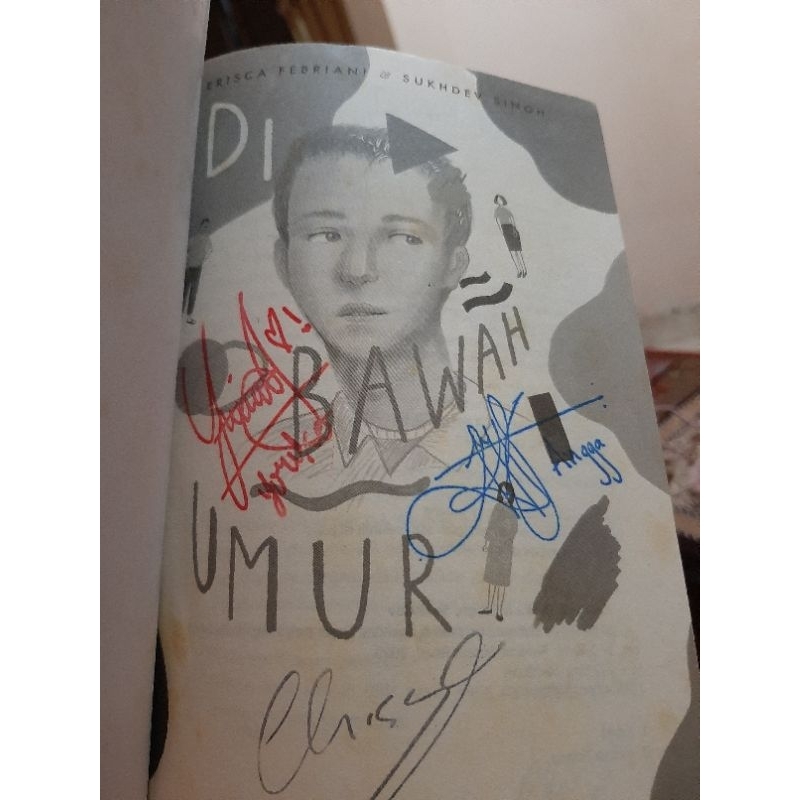 ERISCA FEBRIANI & SUKHDEV SINGH
DI
BAWAH
UMUR
Angga